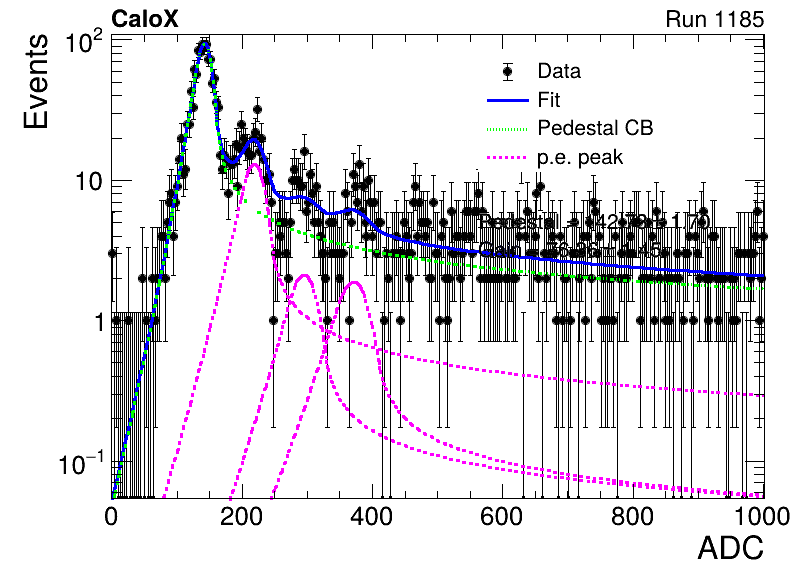 CaloX Run 1185
Events
10²
10
1
10⁻¹
Data
Fit
Pedestal CB
p.e. peak
Pedestal
0 200 400 600 800 1000
ADC